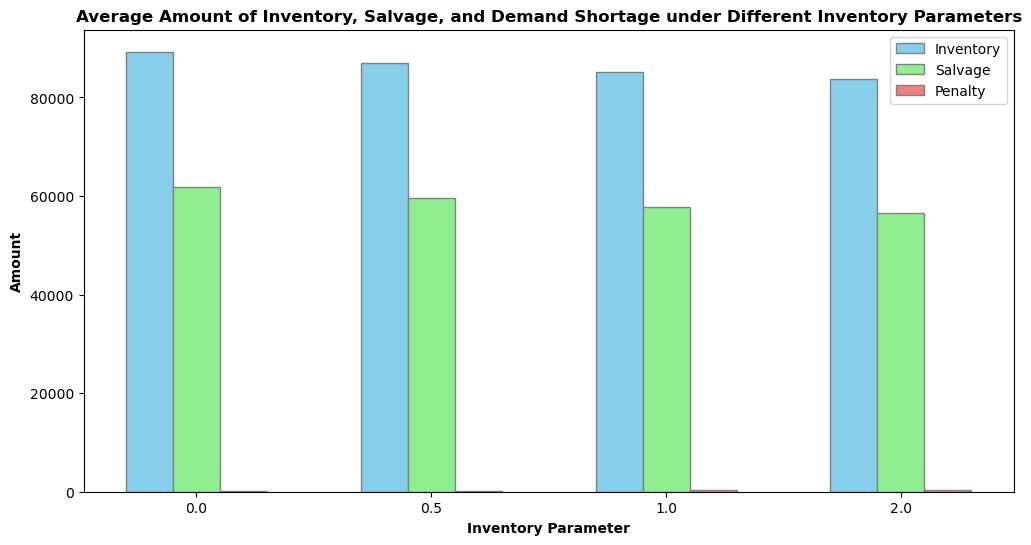 Average Amount of Inventory, Salvage, and Demand Shortage under Different Inventory Parameters
Inventory
Salvage
Penalty
Amount
80000
60000
40000
20000
0
0.0 0.5 1.0 2.0
Inventory Parameter